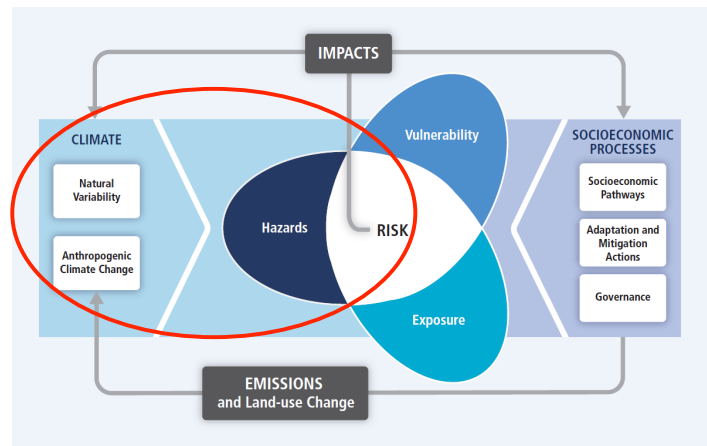 IMPACTS
CLIMATE
Natural
Variability
Anthropogenic
Climate Change
Hazards
Vulnerability
RISK
Exposure
SOCIOECONOMIC
PROCESSES
Socioeconomic
Pathways
Adaptation and
Mitigation
Actions
Governance
EMISSIONS
and Land-use Change